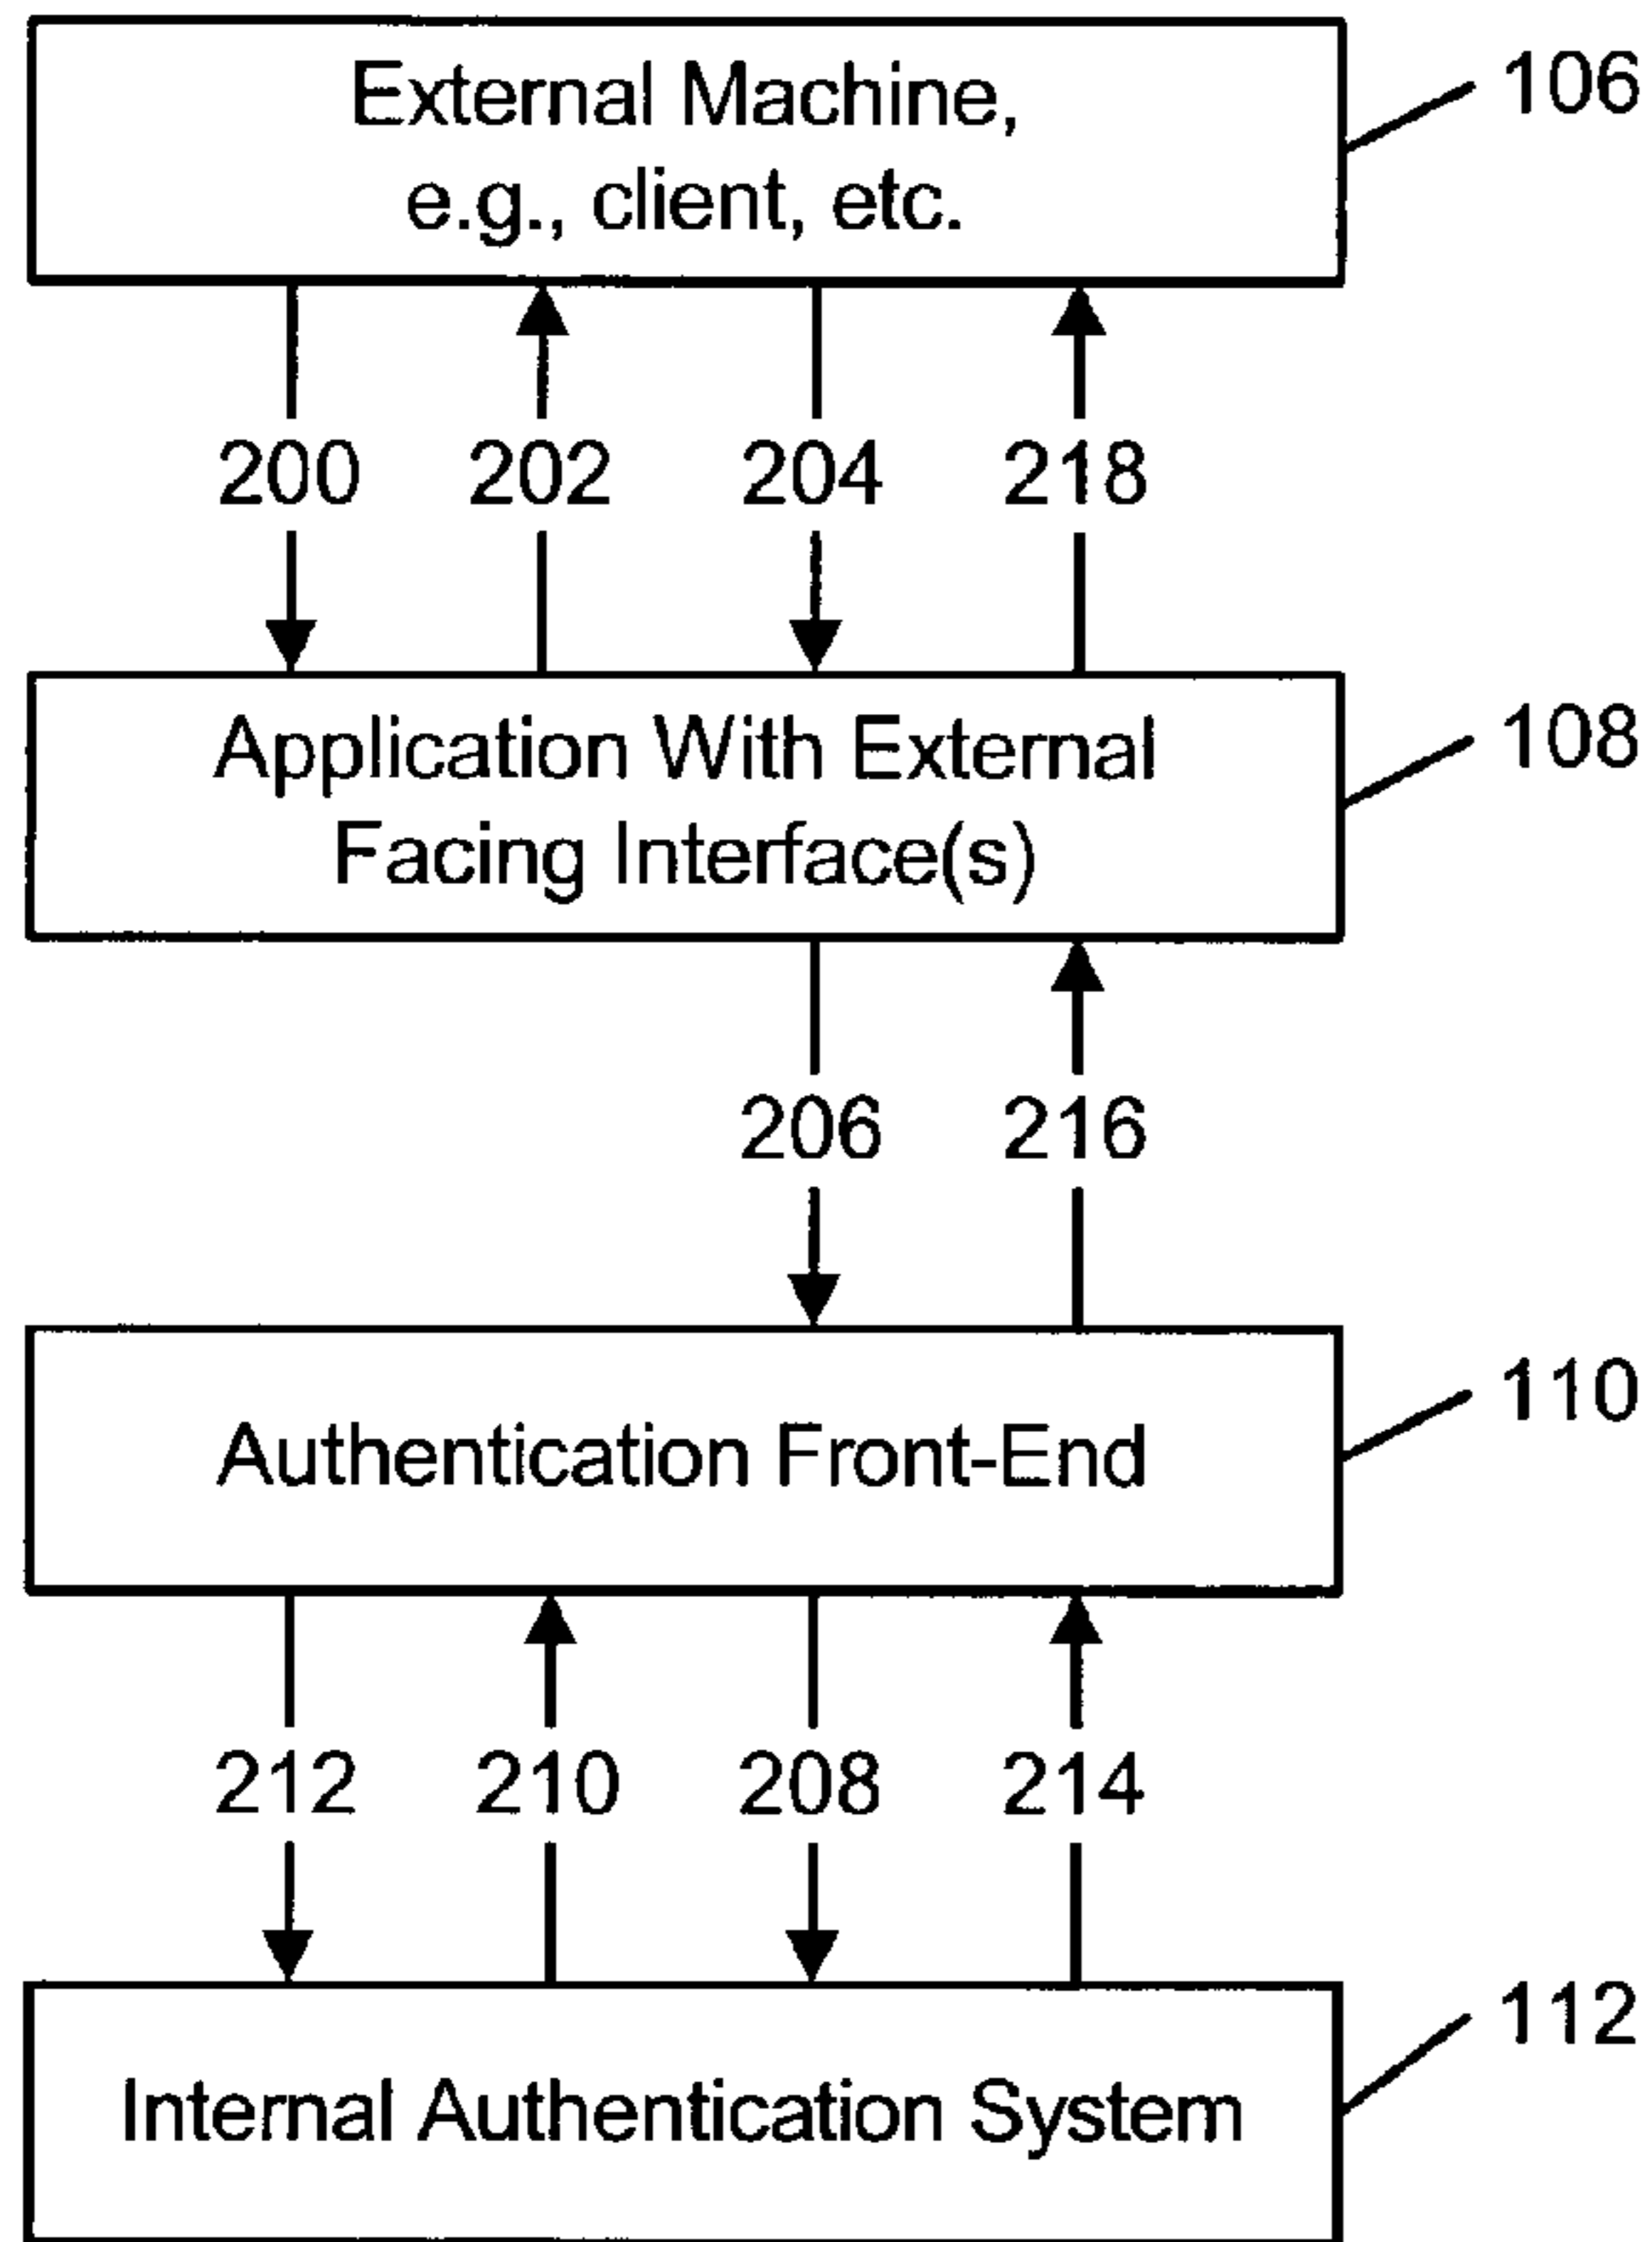 External Machine,
e.g., client, etc.
106
200 202 204 218
Application With External
Facing Interface(s)
108
206 216
Authentication Front-End
110
212 210 208 214
Internal Authentication System
112